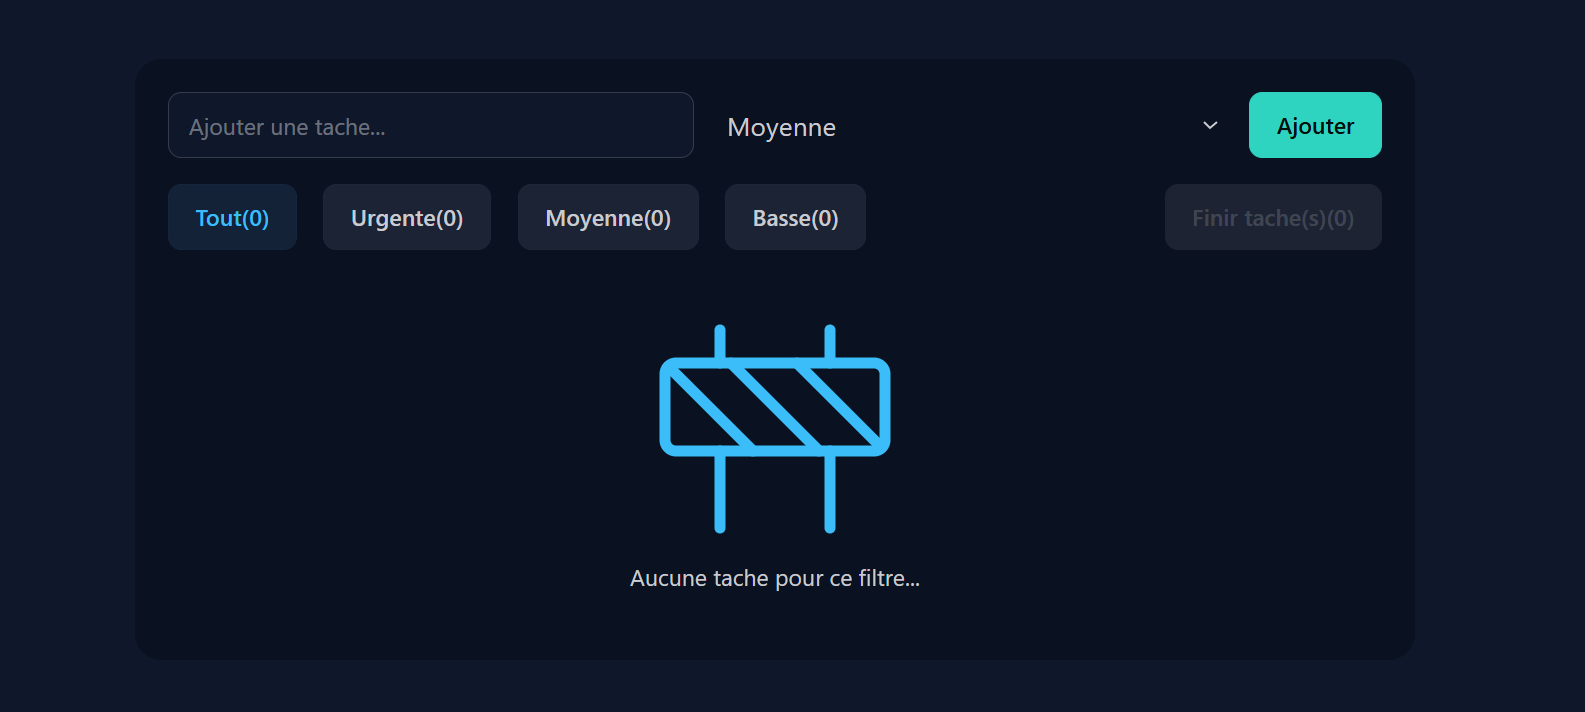 Ajouter une tache...
Moyenne
Ajouter
Tout(0)
Urgente(0)
Moyenne(0)
Basse(0)
Finir tache(s)(0)
Aucune tache pour ce filtre...